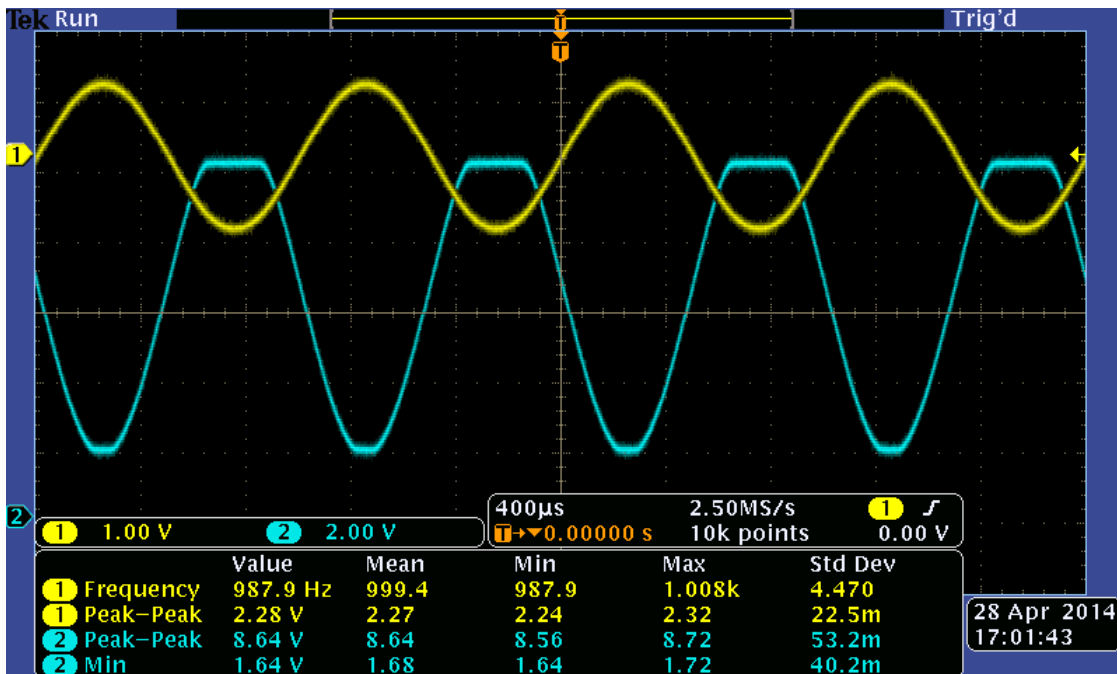 Tek Run Trig'd
T
T
1
2
1 1.00 V 2 2.00 V
400µs 2.50MS/s 1
T→▼0.00000 s 10k points 0.00 V
Value Mean Min Max Std Dev
1 Frequency 987.9 Hz 999.4 987.9 1.008k 4.470
1 Peak−Peak 2.28 V 2.27 2.24 2.32 22.5m
2 Peak−Peak 8.64 V 8.64 8.56 8.72 53.2m
2 Min 1.64 V 1.68 1.64 1.72 40.2m
28 Apr 2014
17:01:43